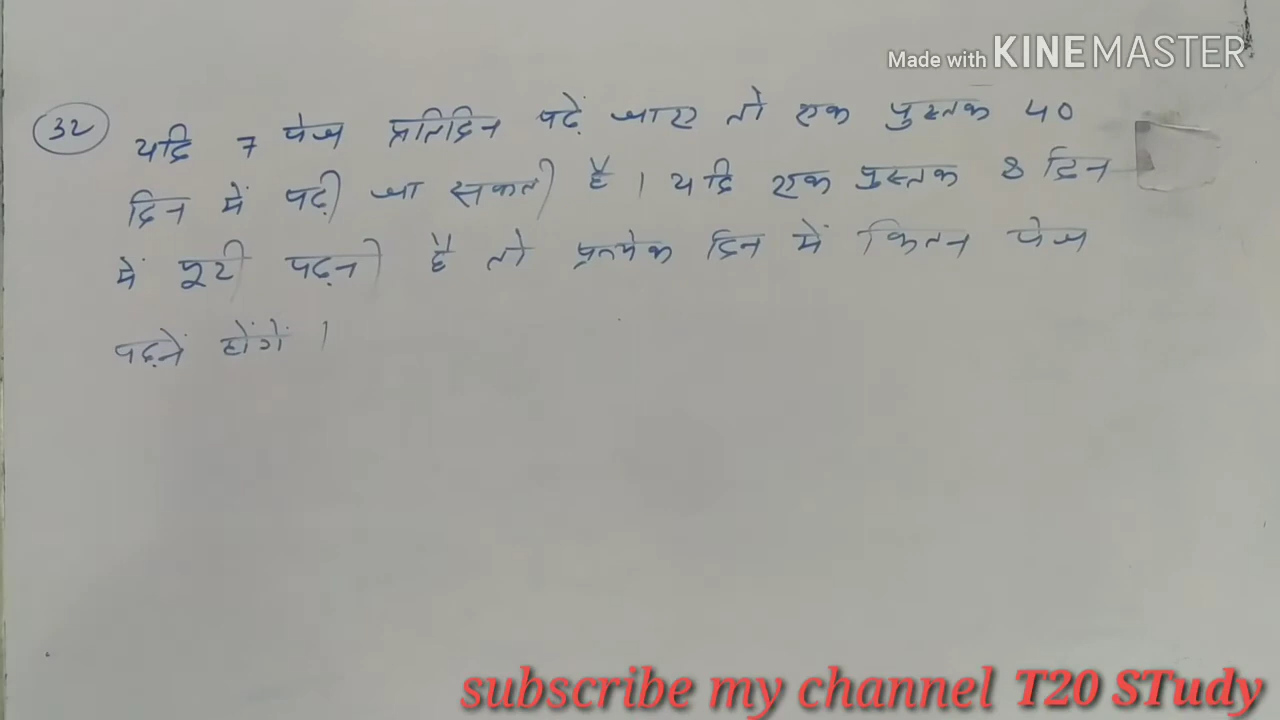 Made with KINEMASTER
32 यदि 7 पेज प्रतिदिन पढ़ें जाए तो एक पुस्तक 40
दिन में पढ़ी जा सकती है । यदि एक पुस्तक 8 दिन
में पूरी पढ़नी है तो प्रत्येक दिन में कितन पेज
पढ़नें होंगें ।
subscribe my channel T20 STudy